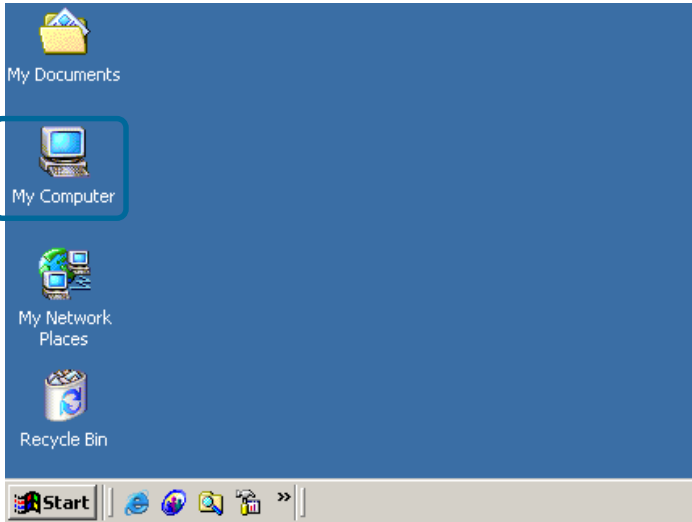 My Documents
My Computer
My Network
Places
Recycle Bin
Start
»